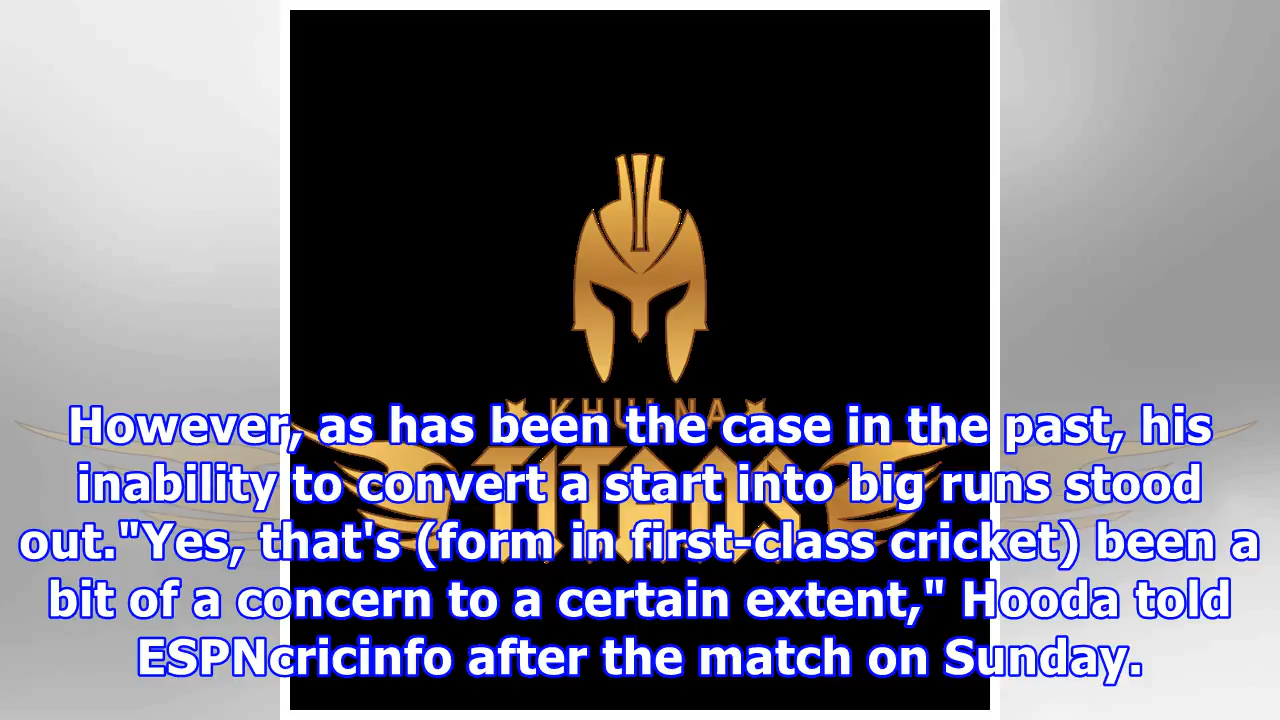 KHULNA
TITANS
However, as has been the case in the past, his
inability to convert a start into big runs stood
out."Yes, that's (form in first-class cricket) been a
bit of a concern to a certain extent," Hooda told
ESPNcricinfo after the match on Sunday.